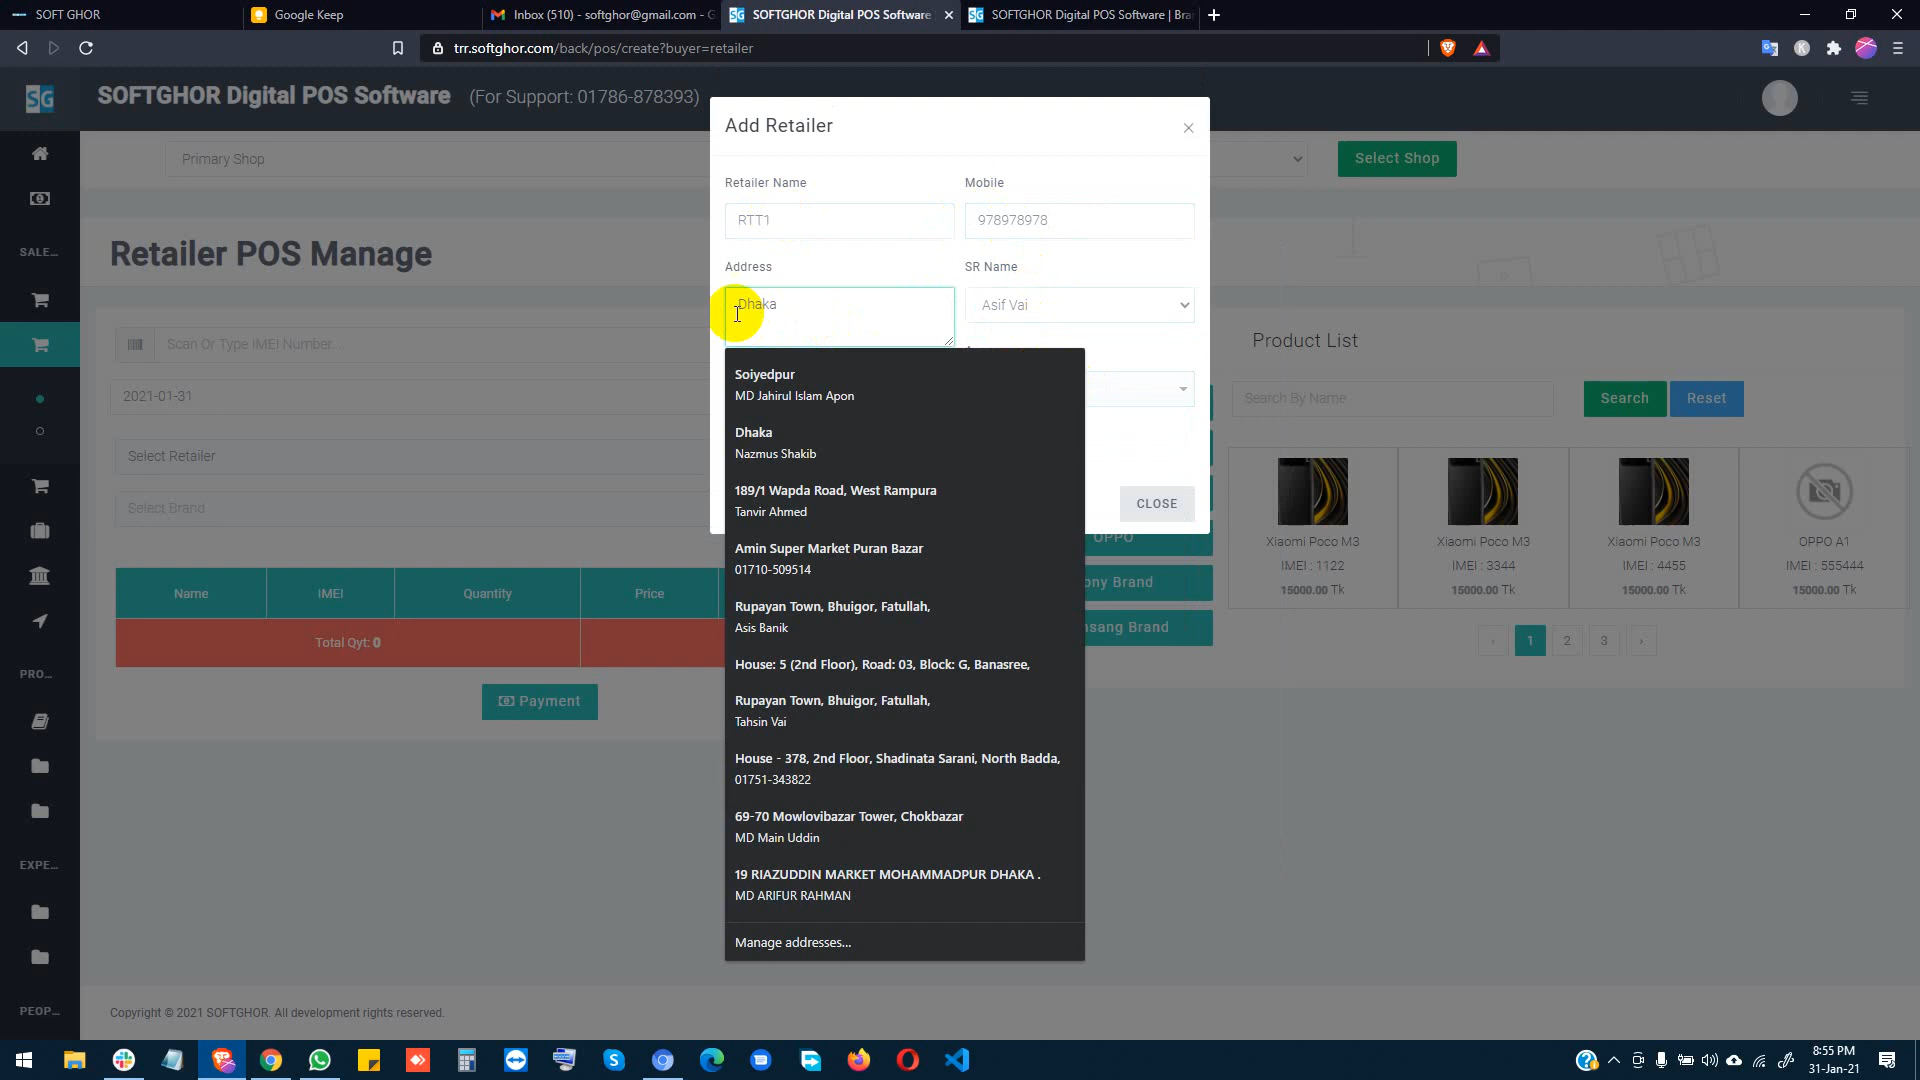 SOFT GHOR
Google Keep
Inbox (510) - softghor@gmail.com - G
SOFTGHOR Digital POS Software
SOFTGHOR Digital POS Software | Bra
trr.softghor.com/back/pos/create?buyer=retailer
SG
SOFTGHOR Digital POS Software
(For Support: 01786-878393)
Primary Shop
Select Shop
Retailer POS Manage
SALE...
Scan Or Type IMEI Number...
2021-01-31
Select Retailer
Select Brand
Name
IMEI
Quantity
Price
Total Qyt: 0
Payment
PRO...
EXPE...
PEOP...
Add Retailer
×
Retailer Name
Mobile
RTT1
978978978
Address
SR Name
Dhaka
Asif Vai
Soiyedpur
MD Jahirul Islam Apon
Dhaka
Nazmus Shakib
189/1 Wapda Road, West Rampura
Tanvir Ahmed
Amin Super Market Puran Bazar
01710-509514
Rupayan Town, Bhuigor, Fatullah,
Asis Banik
House: 5 (2nd Floor), Road: 03, Block: G, Banasree,
Rupayan Town, Bhuigor, Fatullah,
Tahsin Vai
House - 378, 2nd Floor, Shadinata Sarani, North Badda,
01751-343822
69-70 Mowlovibazar Tower, Chokbazar
MD Main Uddin
19 RIAZUDDIN MARKET MOHAMMADPUR DHAKA .
MD ARIFUR RAHMAN
Manage addresses...
CLOSE
OPPO
ony Brand
nsang Brand
Product List
Search By Name
Search
Reset
Xiaomi Poco M3
IMEI : 1122
15000.00 Tk
Xiaomi Poco M3
IMEI : 3344
15000.00 Tk
Xiaomi Poco M3
IMEI : 4455
15000.00 Tk
OPPO A1
IMEI : 555444
15000.00 Tk
‹ 1 2 3 ›
Copyright © 2021 SOFTGHOR. All development rights reserved.
8:55 PM
31-Jan-21